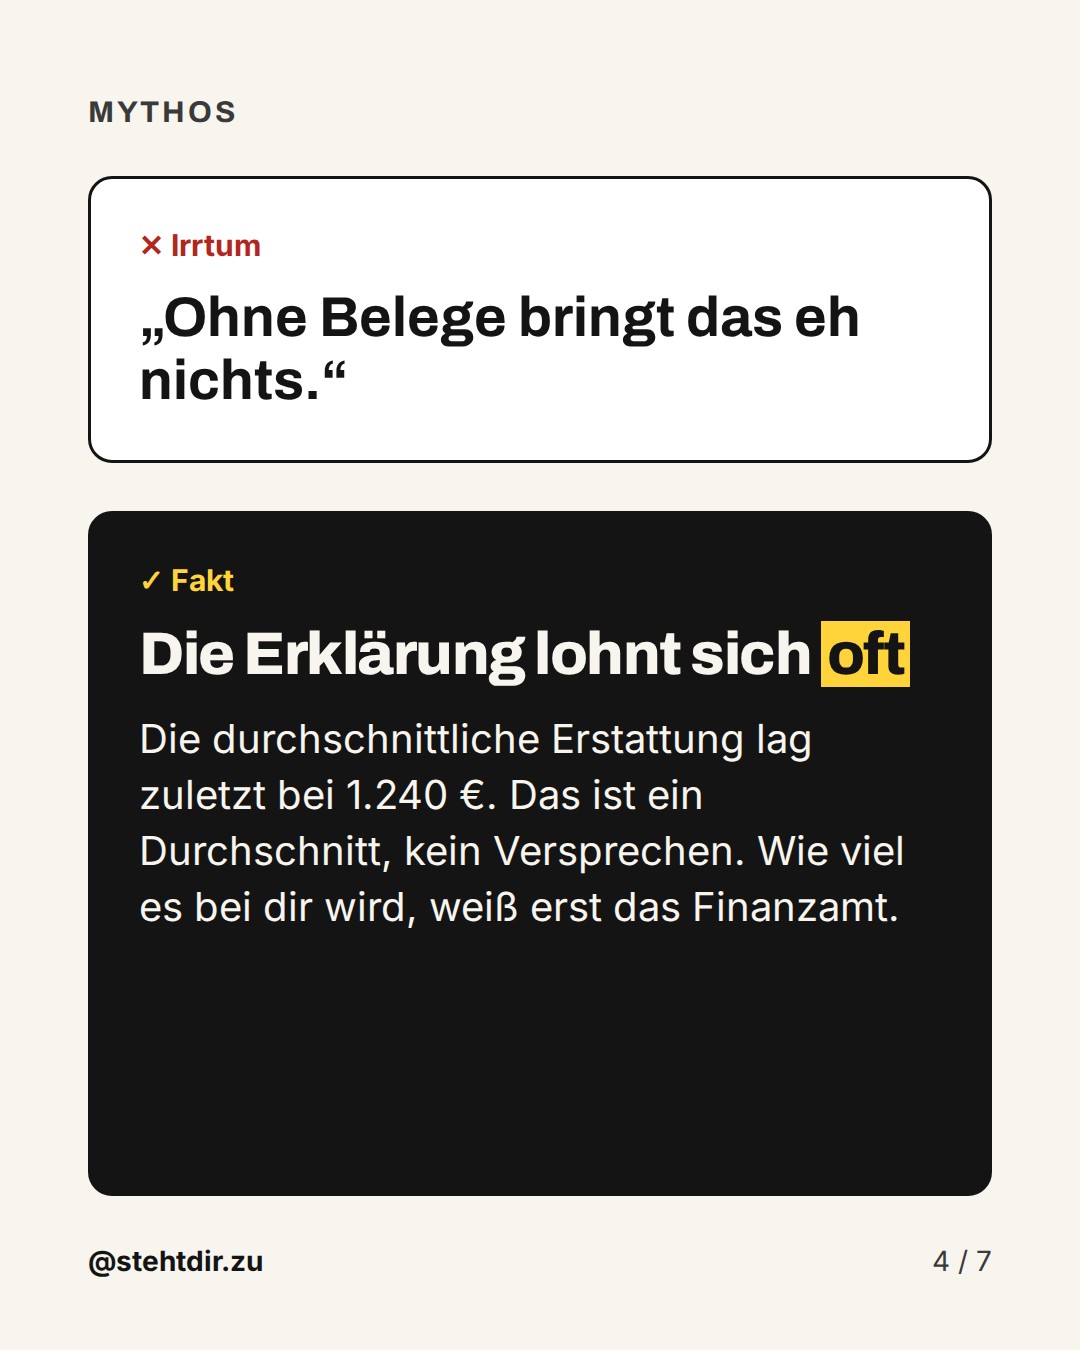 MYTHOS
✕ Irrtum
„Ohne Belege bringt das eh
nichts.“
✓ Fakt
Die Erklärung lohnt sich oft
Die durchschnittliche Erstattung lag
zuletzt bei 1.240 €. Das ist ein
Durchschnitt, kein Versprechen. Wie viel
es bei dir wird, weiß erst das Finanzamt.
@stehtdir.zu
4 / 7